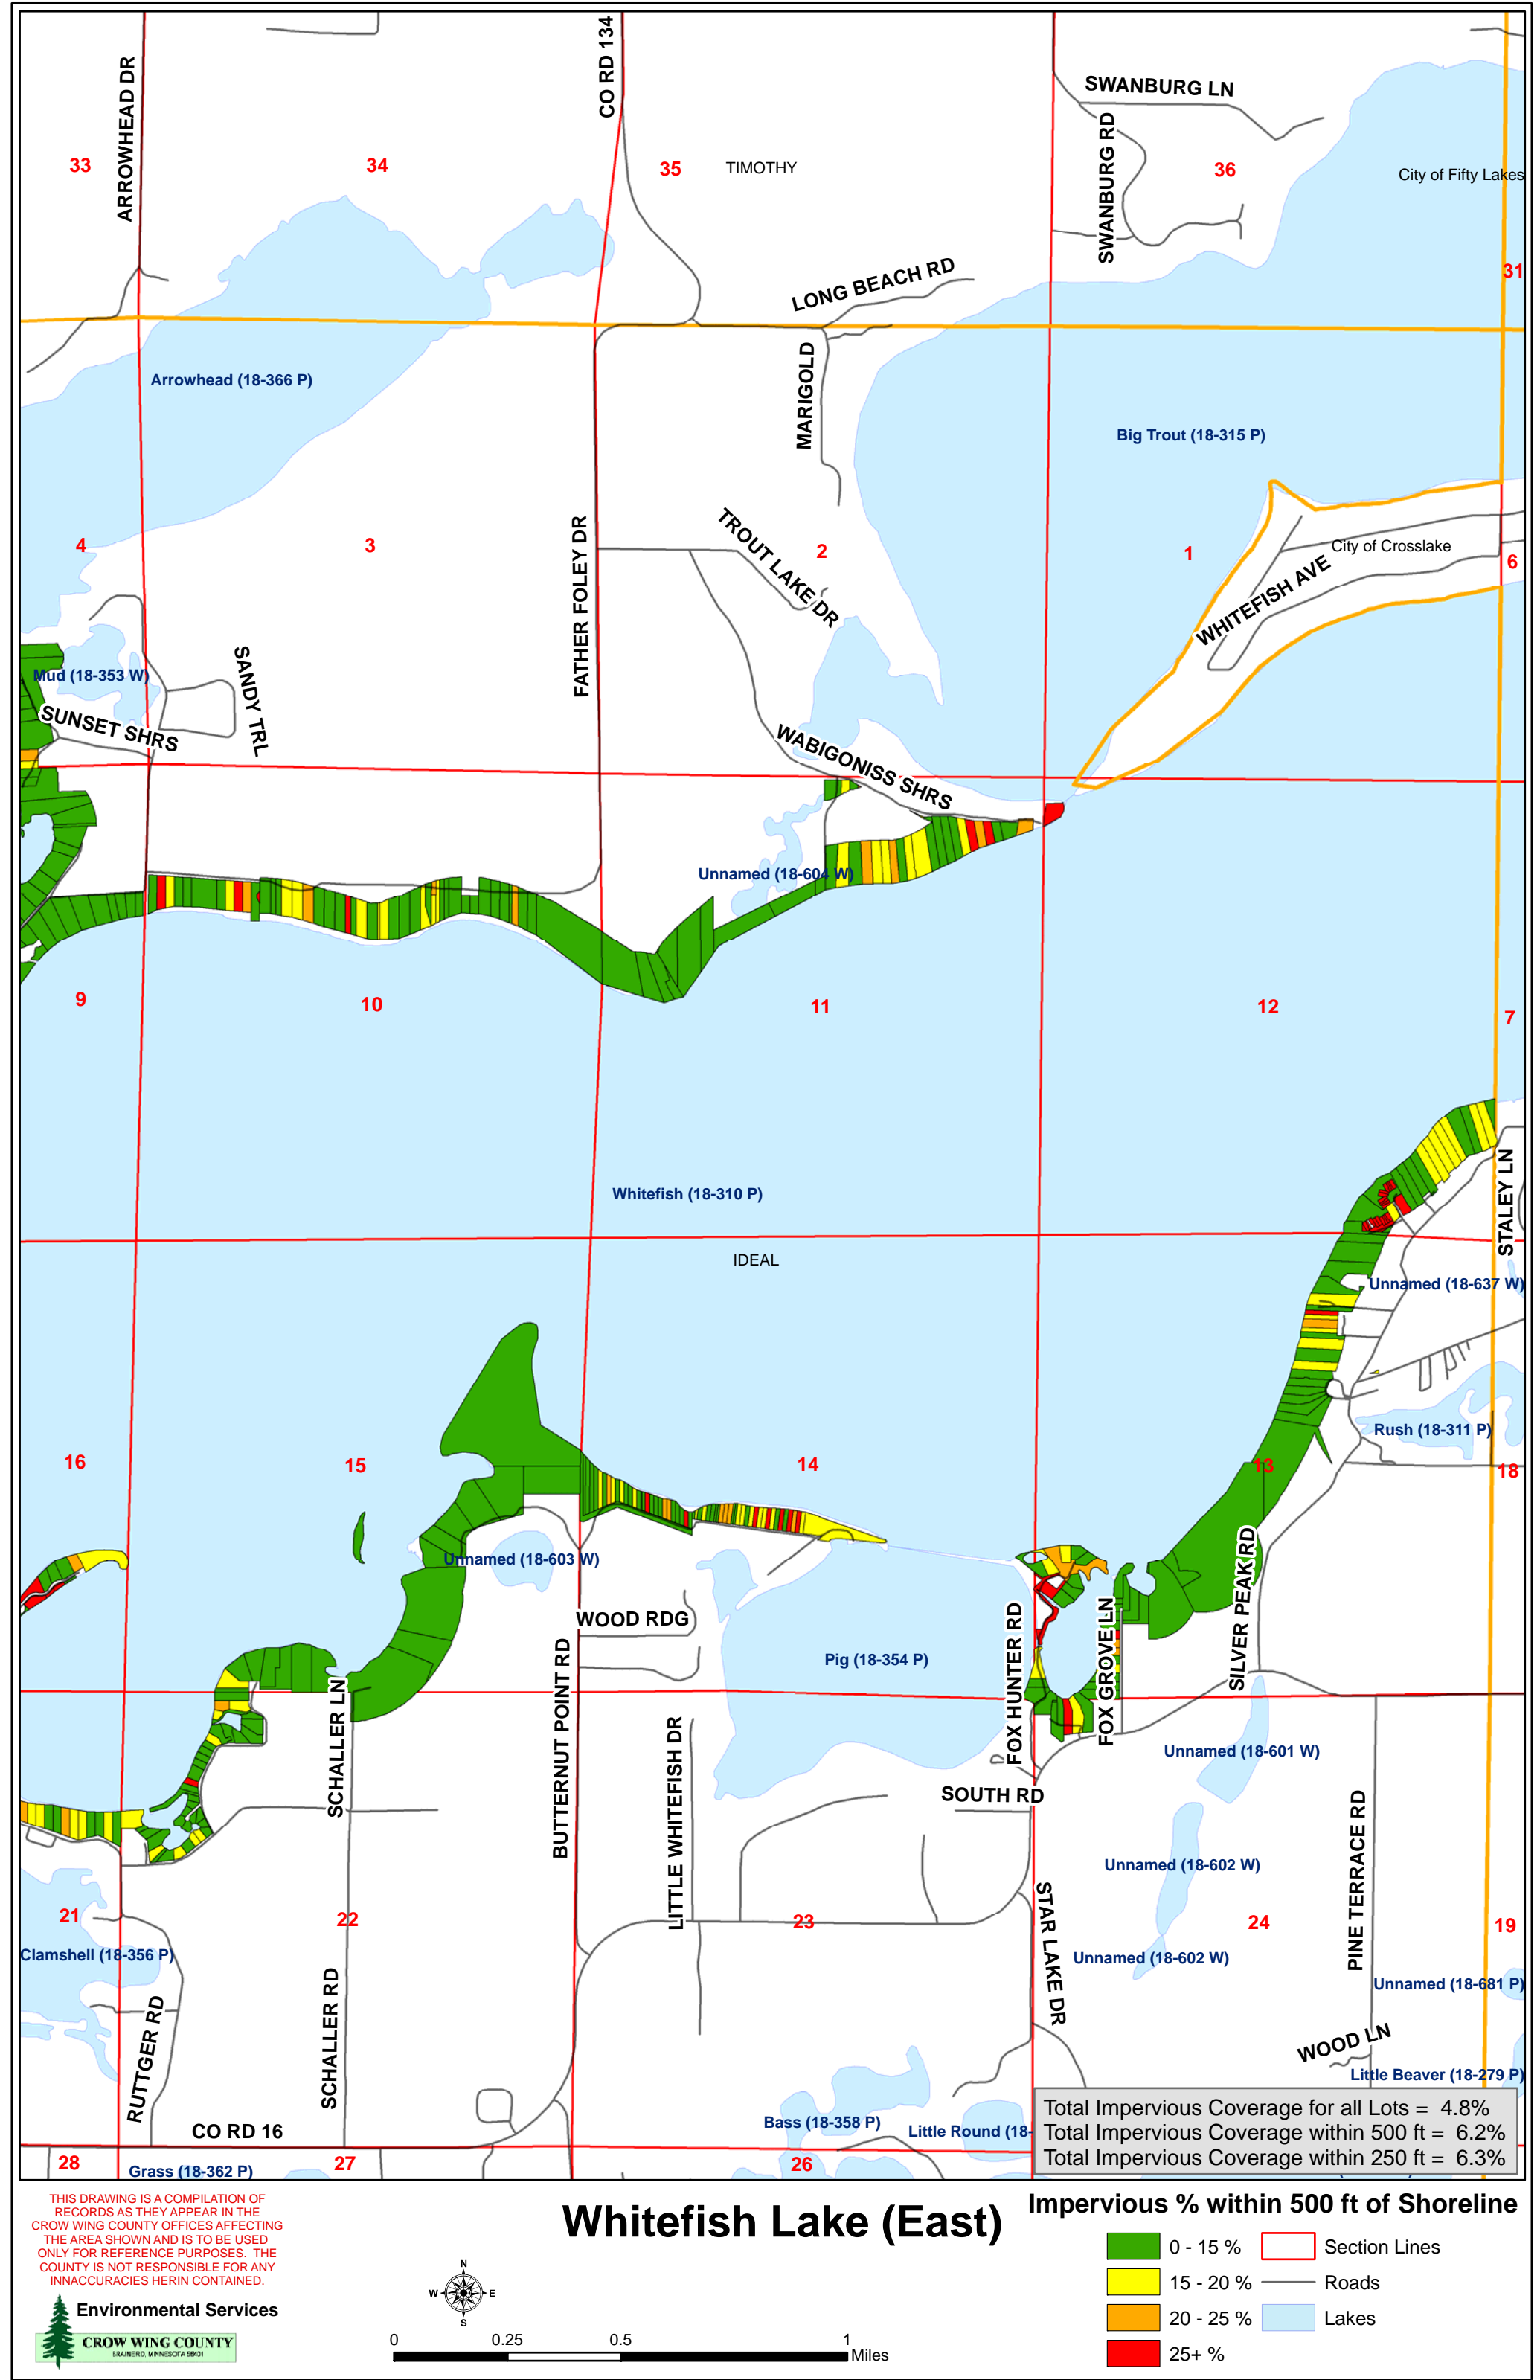 ARROWHEAD DR
CO RD 134
SWANBURG LN
SWANBURG RD
33
34
35
TIMOTHY
36
City of Fifty Lakes
31
LONG BEACH RD
MARIGOLD
Arrowhead (18-366 P)
Big Trout (18-315 P)
4
3
FATHER FOLEY DR
TROUT LAKE DR
2
1
City of Crosslake
6
WHITEFISH AVE
Mud (18-353 W)
SUNSET SHRS
SANDY TRL
WABIGONISS SHRS
Unnamed (18-604 W)
9
10
11
12
7
Whitefish (18-310 P)
STALEY LN
IDEAL
Unnamed (18-637 W)
Rush (18-311 P)
16
15
14
13
18
Unnamed (18-603 W)
WOOD RDG
Pig (18-354 P)
FOX HUNTER RD
FOX GROVE LN
SILVER PEAK RD
SCHALLER LN
BUTTERNUT POINT RD
LITTLE WHITEFISH DR
Unnamed (18-601 W)
SOUTH RD
PINE TERRACE RD
Unnamed (18-602 W)
21
22
23
24
19
STAR LAKE DR
Clamshell (18-356 P)
Unnamed (18-602 W)
Unnamed (18-681 P)
RUTTGER RD
SCHALLER RD
WOOD LN
Little Beaver (18-279 P)
CO RD 16
Bass (18-358 P)
Little Round (18-
28
Grass (18-362 P)
27
26
Total Impervious Coverage for all Lots = 4.8%
Total Impervious Coverage within 500 ft = 6.2%
Total Impervious Coverage within 250 ft = 6.3%
THIS DRAWING IS A COMPILATION OF
RECORDS AS THEY APPEAR IN THE
CROW WING COUNTY OFFICES AFFECTING
THE AREA SHOWN AND IS TO BE USED
ONLY FOR REFERENCE PURPOSES. THE
COUNTY IS NOT RESPONSIBLE FOR ANY
INNACCURACIES HERIN CONTAINED.
Environmental Services
CROW WING COUNTY
BRAINERD, MINNESOTA 56401
Whitefish Lake (East)
N
W E
S
0 0.25 0.5 1
Miles
Impervious % within 500 ft of Shoreline
0 - 15 %
15 - 20 %
20 - 25 %
25+ %
Section Lines
Roads
Lakes